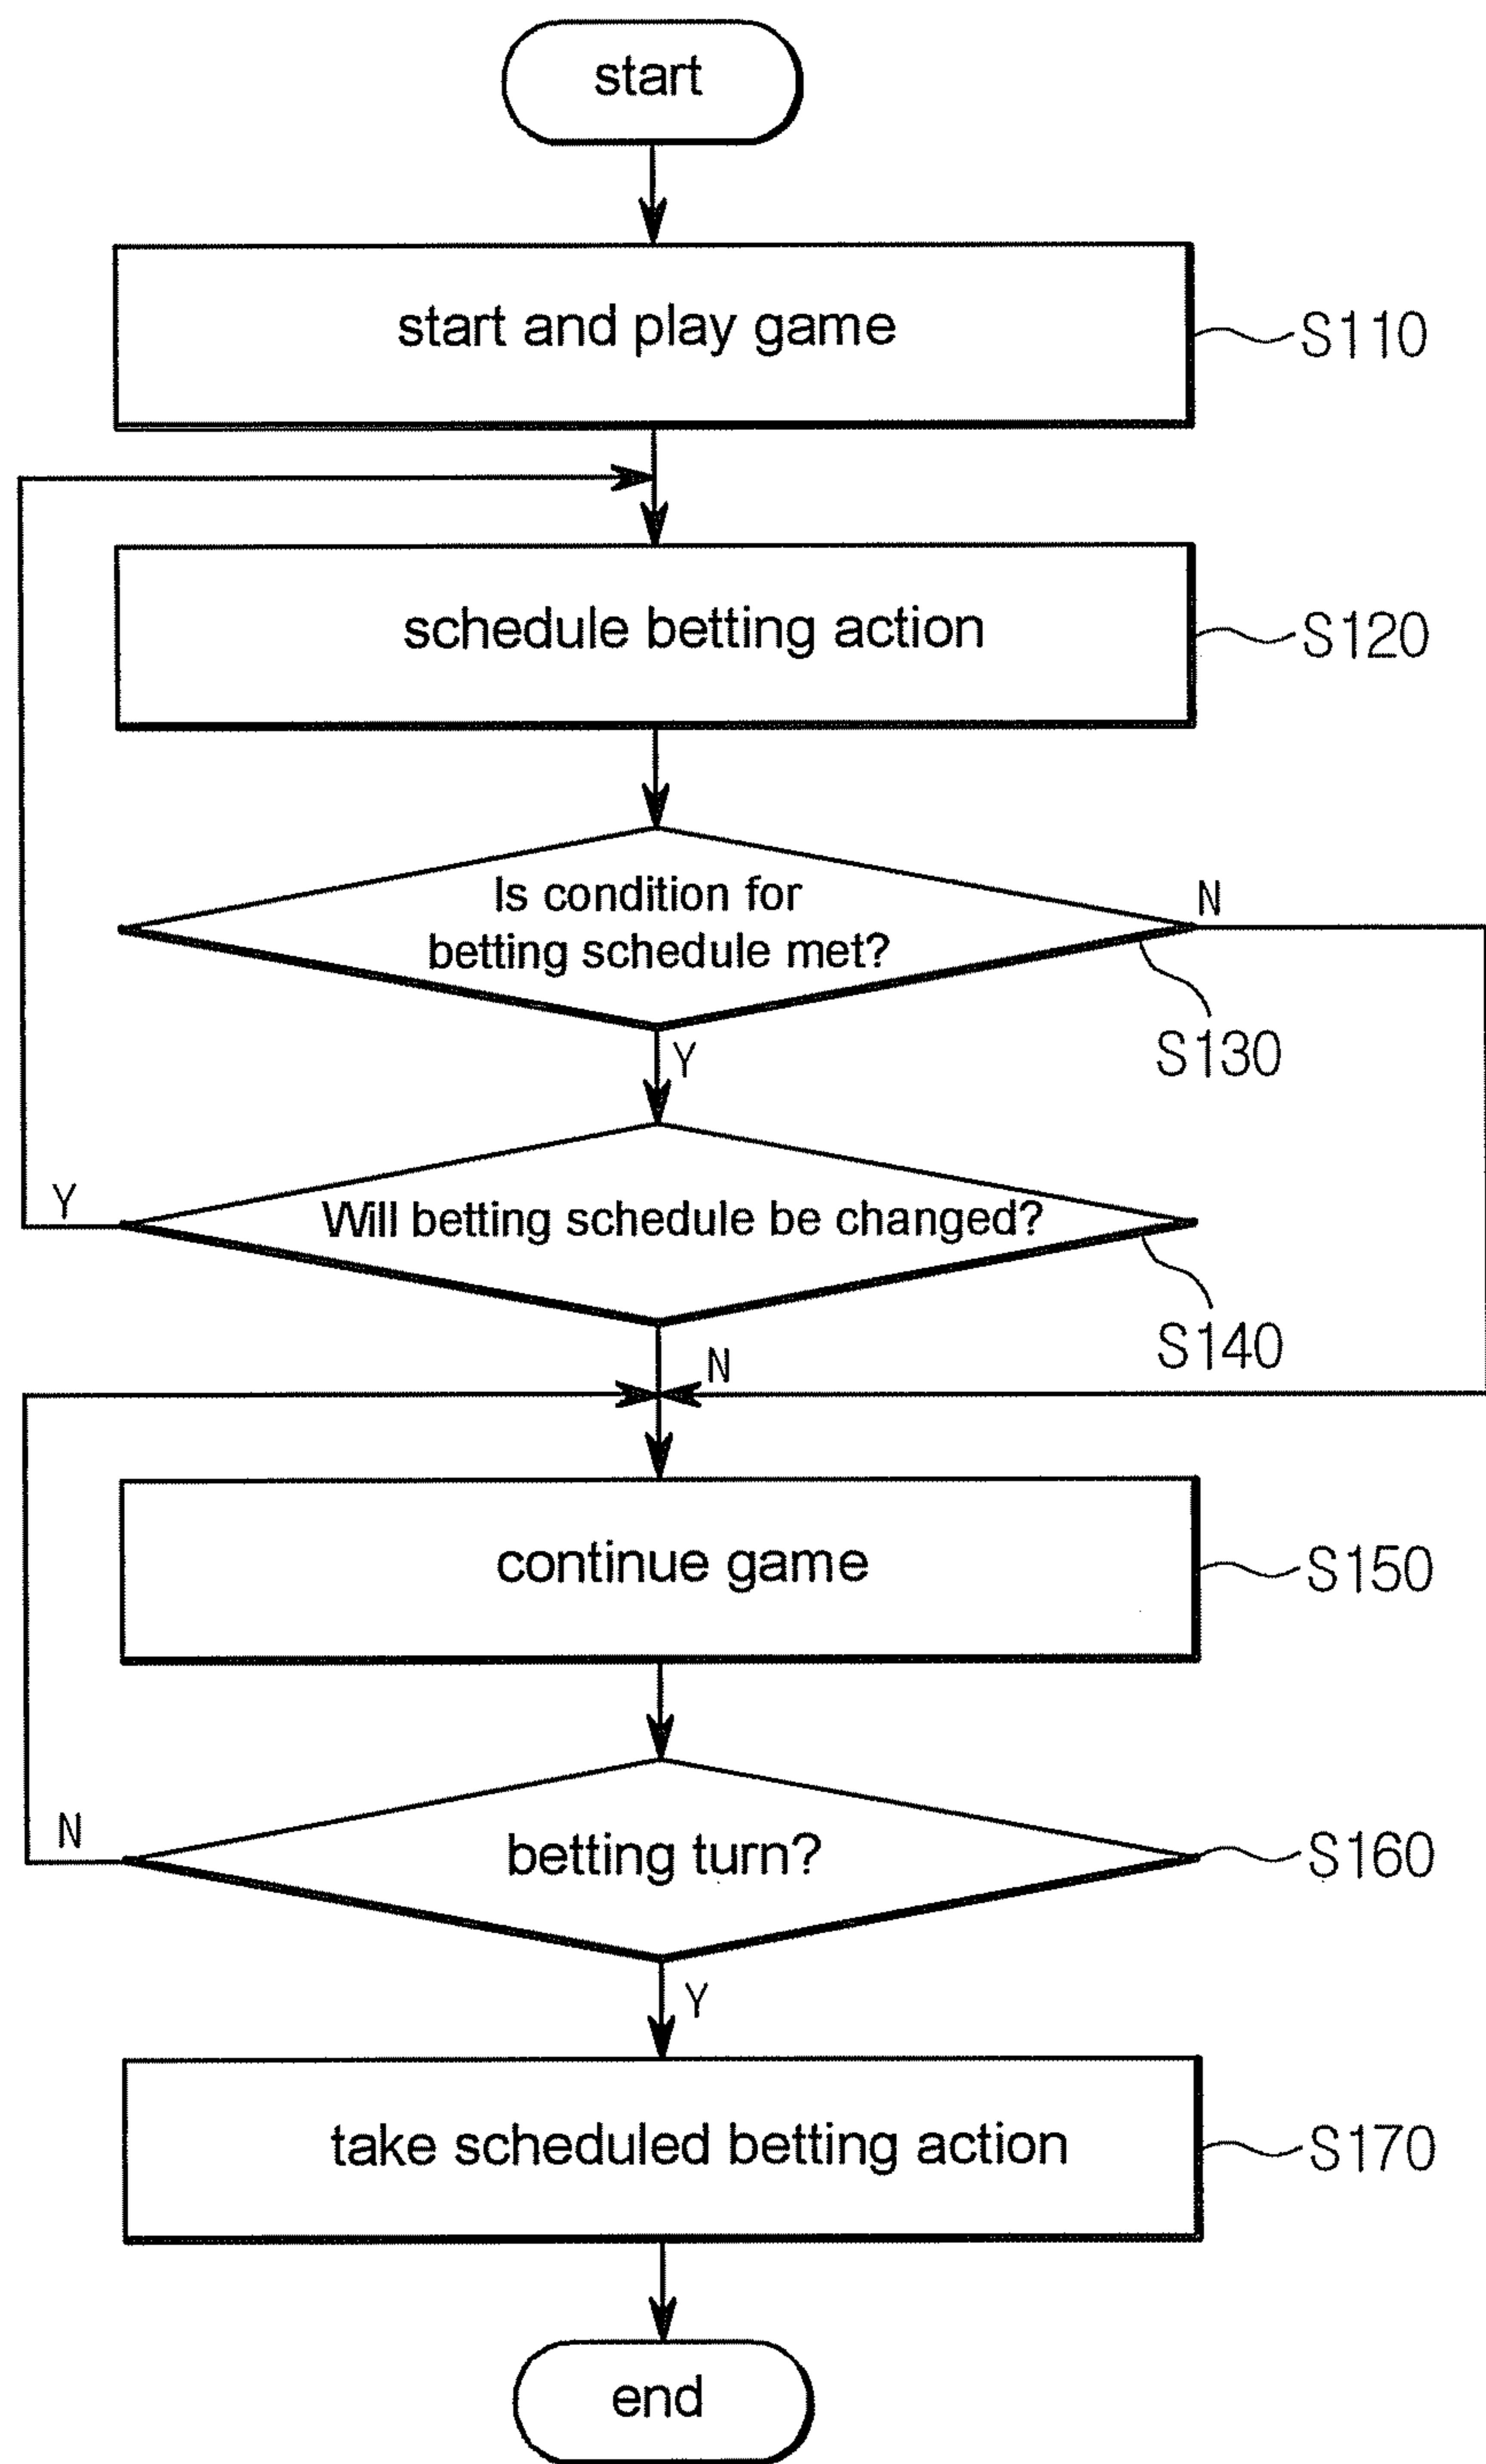 start
start and play game
S110
schedule betting action
S120
Is condition for
betting schedule met?
N
S130
Y
Will betting schedule be changed?
Y
S140
N
continue game
S150
betting turn?
N
S160
Y
take scheduled betting action
S170
end